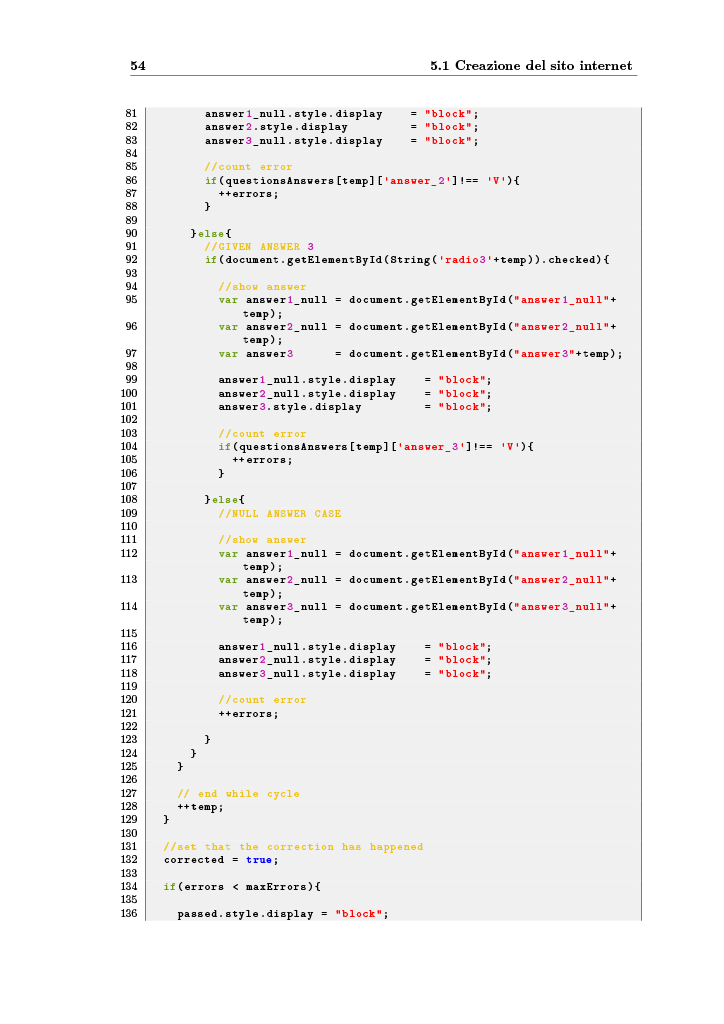 54 5.1 Creazione del sito internet
81 answer1_null.style.display = "block";
82 answer2.style.display = "block";
83 answer3_null.style.display = "block";
84
85 //count error
86 if(questionsAnswers[temp]['answer_2']!== 'V'){
87 ++errors;
88 }
89
90 }else{
91 //GIVEN ANSWER 3
92 if(document.getElementById(String('radio3'+temp)).checked){
93
94 //show answer
95 var answer1_null = document.getElementById("answer1_null"+
temp);
96 var answer2_null = document.getElementById("answer2_null"+
temp);
97 var answer3 = document.getElementById("answer3"+temp);
98
99 answer1_null.style.display = "block";
100 answer2_null.style.display = "block";
101 answer3.style.display = "block";
102
103 //count error
104 if(questionsAnswers[temp]['answer_3']!== 'V'){
105 ++errors;
106 }
107
108 }else{
109 //NULL ANSWER CASE
110
111 //show answer
112 var answer1_null = document.getElementById("answer1_null"+
temp);
113 var answer2_null = document.getElementById("answer2_null"+
temp);
114 var answer3_null = document.getElementById("answer3_null"+
temp);
115
116 answer1_null.style.display = "block";
117 answer2_null.style.display = "block";
118 answer3_null.style.display = "block";
119
120 //count error
121 ++errors;
122
123 }
124 }
125 }
126
127 // end while cycle
128 ++temp;
129 }
130
131 //set that the correction has happened
132 corrected = true;
133
134 if(errors < maxErrors){
135
136 passed.style.display = "block";